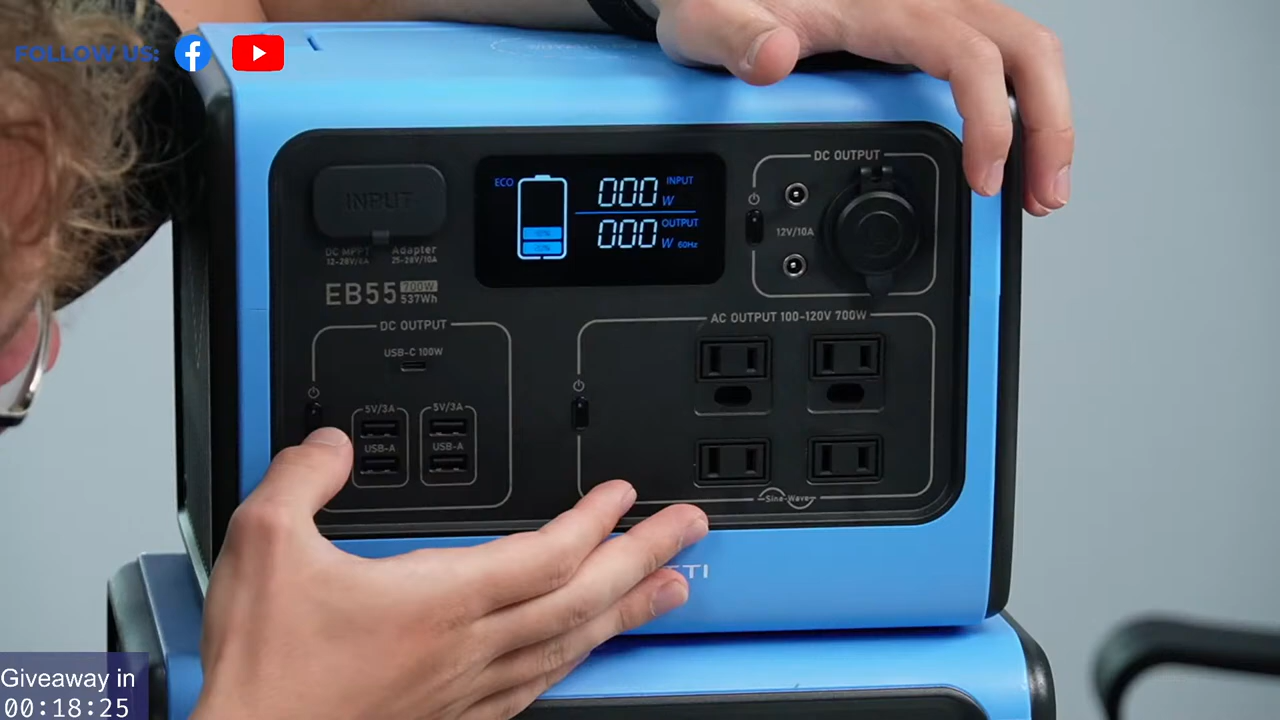 FOLLOW US:
INPUT
DC MPPT
12-28V/8A
Adapter
25-28V/10A
EB55
700W
537Wh
ECO
000
W
INPUT
000
W
OUTPUT
60Hz
DC OUTPUT
12V/10A
DC OUTPUT
USB-C 100W
5V/3A
USB-A
5V/3A
USB-A
AC OUTPUT 100-120V 700W
Sine-Wave
TTI
Giveaway in
00:18:25